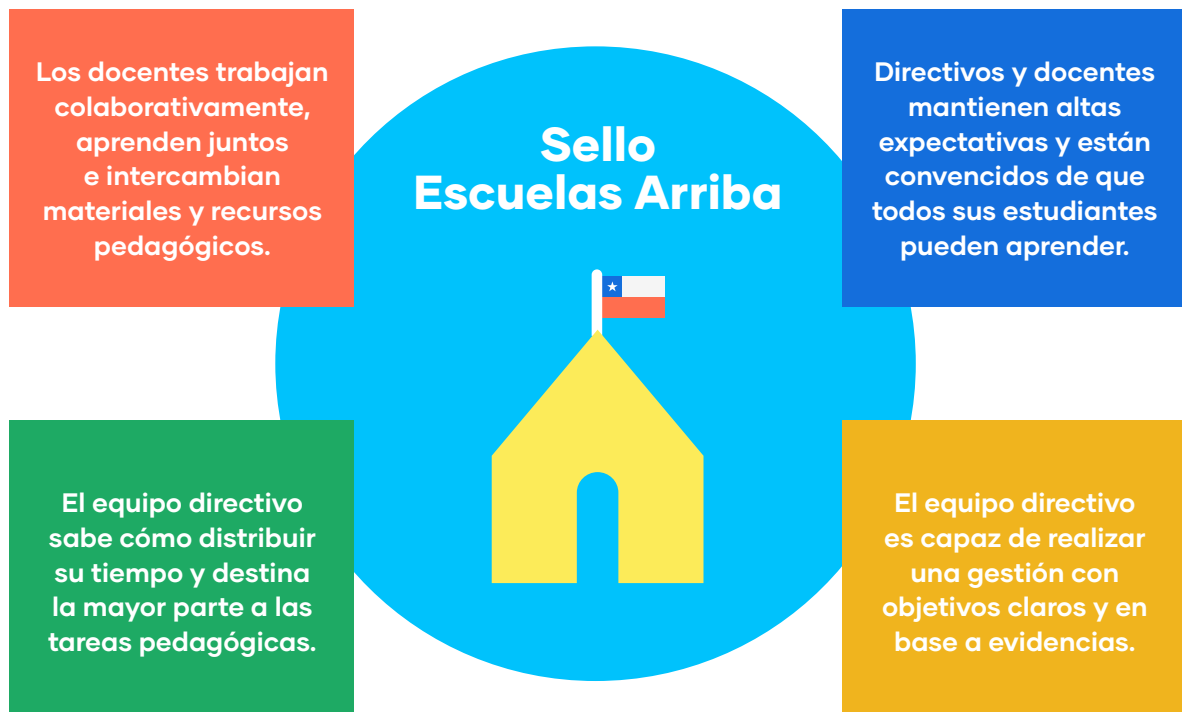 Los docentes trabajan
colaborativamente,
aprenden juntos
e intercambian
materiales y recursos
pedagógicos.
Sello
Escuelas Arriba
Directivos y docentes
mantienen altas
expectativas y están
convencidos de que
todos sus estudiantes
pueden aprender.
El equipo directivo
sabe cómo distribuir
su tiempo y destina
la mayor parte a las
tareas pedagógicas.
El equipo directivo
es capaz de realizar
una gestión con
objetivos claros y en
base a evidencias.